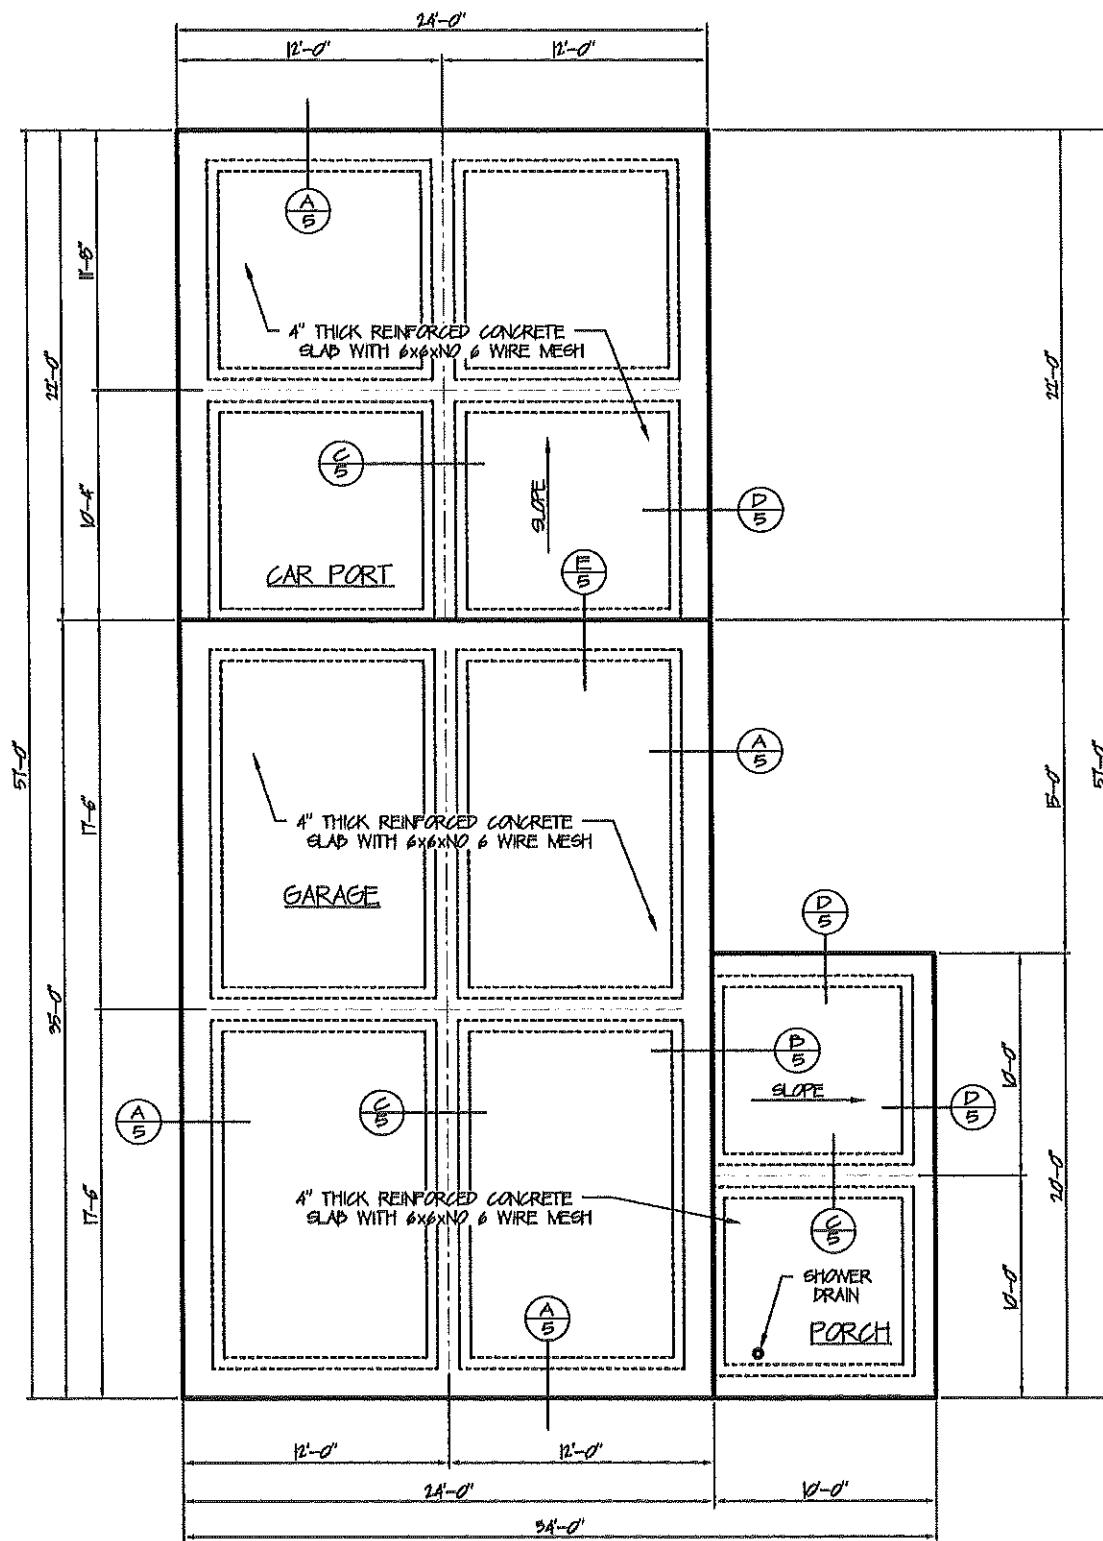 24'-0"
12'-0"
12'-0"
A
5
11'-8"
4" THICK REINFORCED CONCRETE
SLAB WITH 6x6xNO 6 WIRE MESH
22'-0"
22'-0"
C
5
SLOPE
D
5
10'-4"
CAR PORT
E
5
57'-0"
17'-6"
A
5
15'-0"
57'-0"
4" THICK REINFORCED CONCRETE
SLAB WITH 6x6xNO 6 WIRE MESH
GARAGE
D
5
35'-0"
B
5
10'-0"
SLOPE
A
5
C
5
D
5
17'-6"
4" THICK REINFORCED CONCRETE
SLAB WITH 6x6xNO 6 WIRE MESH
20'-0"
C
5
10'-0"
SHOWER
DRAIN
A
5
PORCH
12'-0"
12'-0"
24'-0"
10'-0"
34'-0"